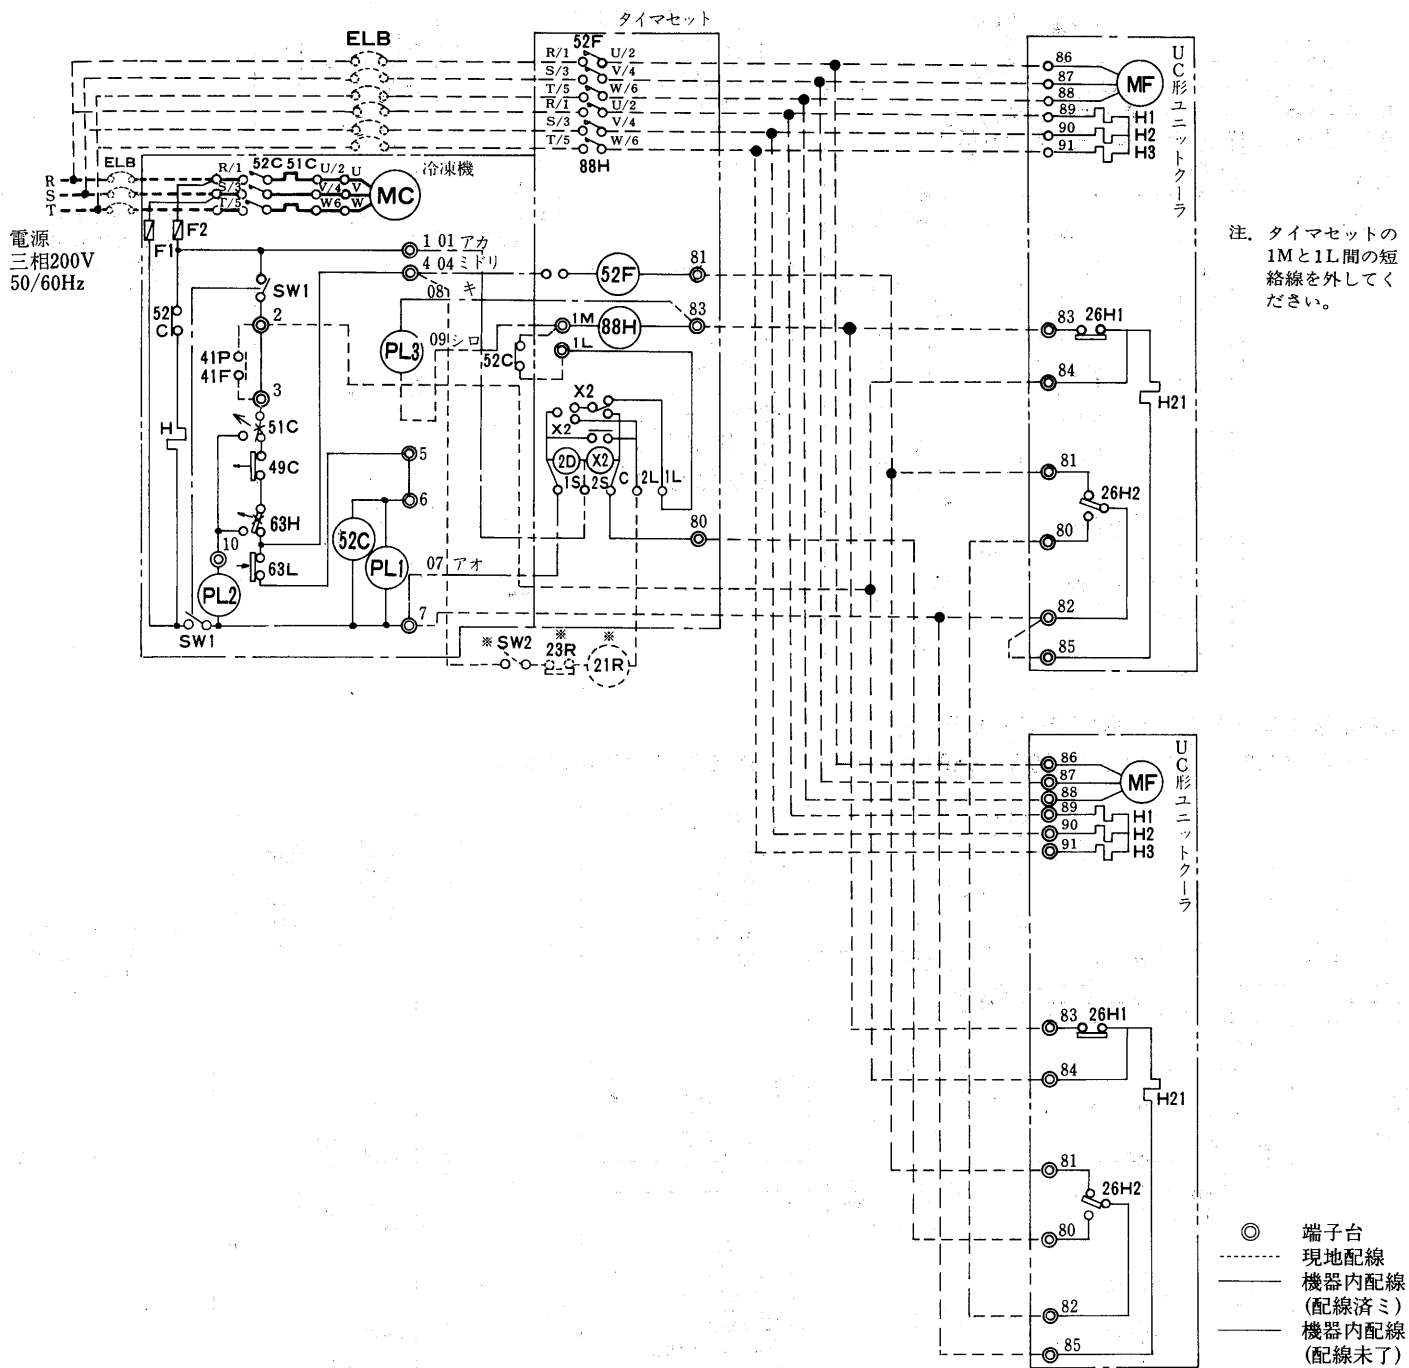 タイマセット
ELB
52F
R/1 U/2
S/3 V/4
T/5 W/6
R/1 U/2
S/3 V/4
T/5 W/6
88H
ELB
冷凍機
R/1 52C 51C U/2 U
S/3 V/4 V
T/5 W6 W
MC
R
S
T
電源
三相200V
50/60Hz
F1
F2
52
C
H
SW1
2
41P
41F
3
51C
49C
63H
10
63L
PL2
SW1
1 01 アカ
4 04 ミドリ
08 キ
PL3
09 シロ
5
6
52C
PL1
07 アオ
7
52F
81
83
1M
88H
1L
52C
X2
X2
2D
X2
1S 2S C 2L 1L
80
※ SW2
※
23R
※
21R
UC形ユニットクーラ
86
87
88
89
90
91
MF
H1
H2
H3
83 26H1
84
H21
81
26H2
80
82
85
注. タイマセットの
1Mと1L間の短
絡線を外してく
ださい。
UC形ユニットクーラ
86
87
88
89
90
91
MF
H1
H2
H3
83 26H1
84
H21
81
26H2
80
82
85
端子台
現地配線
機器内配線
(配線済ミ)
機器内配線
(配線未了)